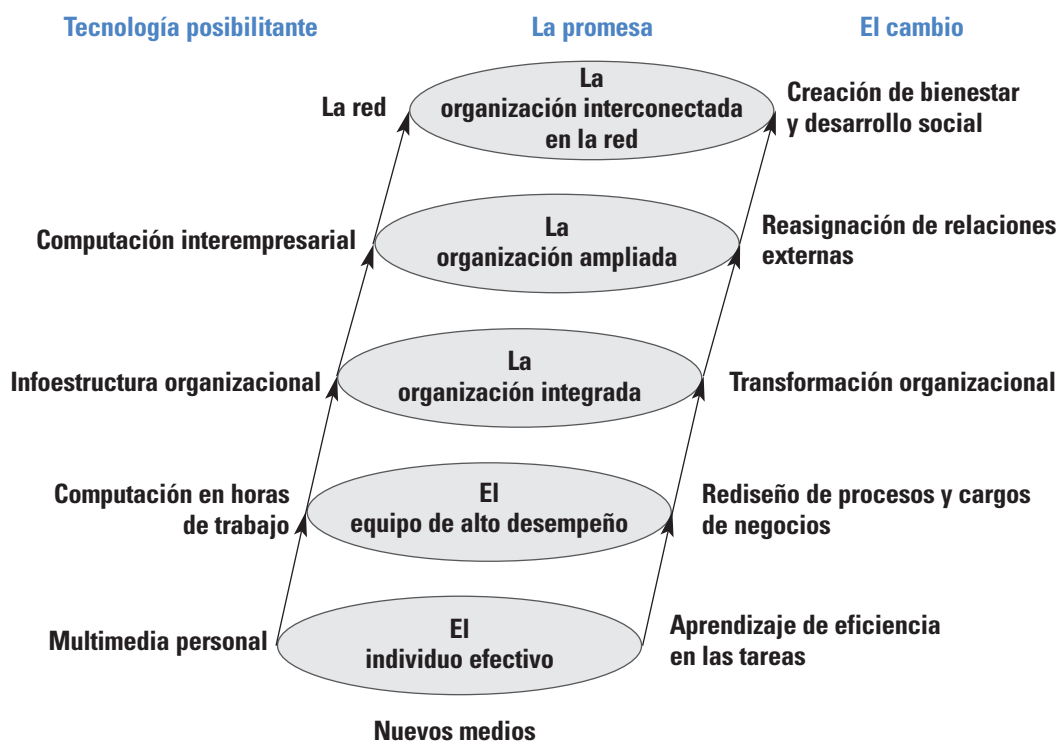 Tecnología posibilitante
La promesa
El cambio
La red
La
organización interconectada
en la red
Creación de bienestar
y desarrollo social
Computación interempresarial
La
organización ampliada
Reasignación de relaciones
externas
Infoestructura organizacional
La
organización integrada
Transformación organizacional
Computación en horas
de trabajo
El
equipo de alto desempeño
Rediseño de procesos y cargos
de negocios
Multimedia personal
El
individuo efectivo
Aprendizaje de eficiencia
en las tareas
Nuevos medios